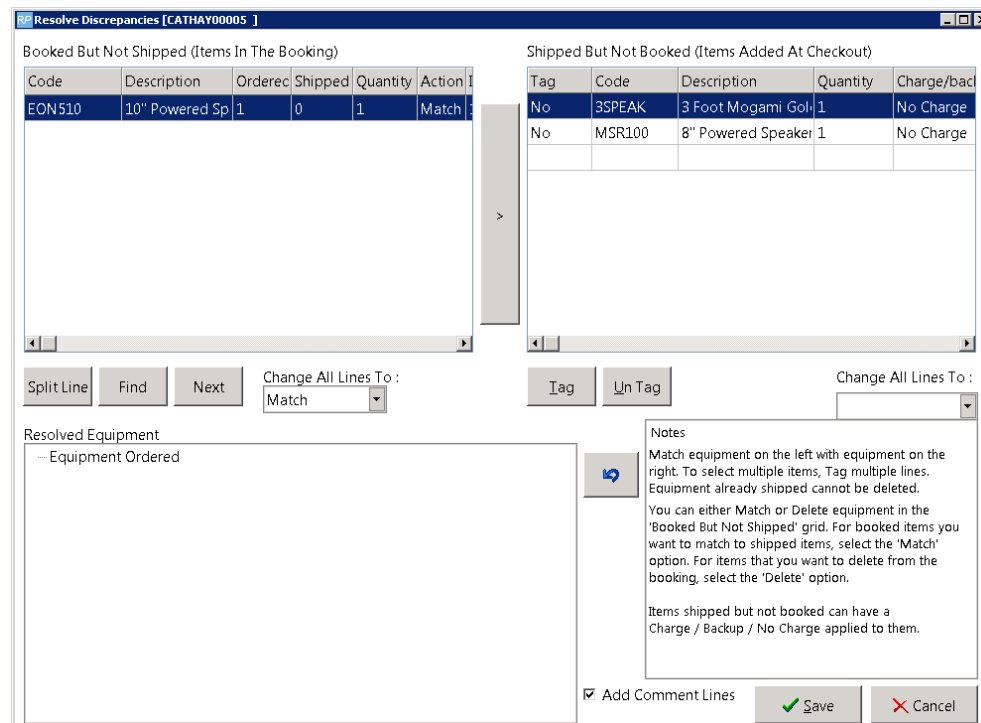 RP Resolve Discrepancies [CATHAY00005 ]
Booked But Not Shipped (Items In The Booking)
Code Description Orderec Shipped Quantity Action
EON510 10" Powered Sp 1 0 1 Match
>
Shipped But Not Booked (Items Added At Checkout)
Tag Code Description Quantity Charge/bacl
No 3SPEAK 3 Foot Mogami Gol 1 No Charge
No MSR100 8" Powered Speaker 1 No Charge
Split Line Find Next Change All Lines To :
Match
Tag Un Tag Change All Lines To :
Resolved Equipment
Equipment Ordered
Notes
Match equipment on the left with equipment on the
right. To select multiple items, Tag multiple lines.
Equipment already shipped cannot be deleted.
You can either Match or Delete equipment in the
'Booked But Not Shipped' grid. For booked items you
want to match to shipped items, select the 'Match'
option. For items that you want to delete from the
booking, select the 'Delete' option.
Items shipped but not booked can have a
Charge / Backup / No Charge applied to them.
Add Comment Lines Save Cancel